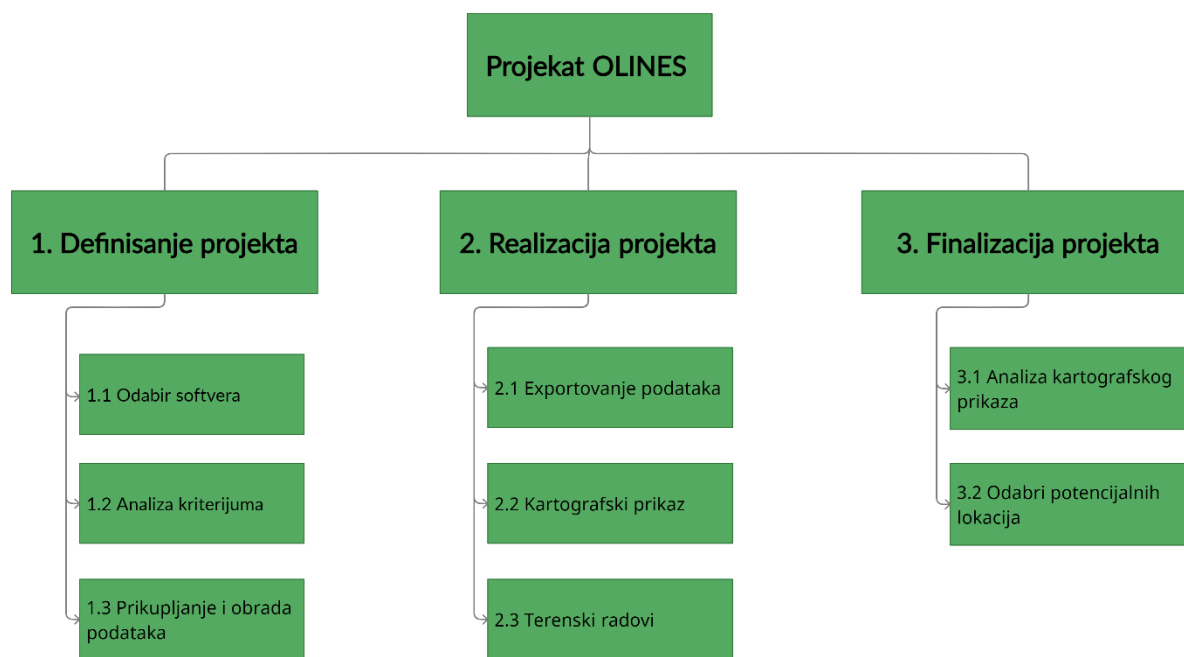 Projekat OLINES
1. Definisanje projekta
1.1 Odabir softvera
1.2 Analiza kriterijuma
1.3 Prikupljanje i obrada
podataka
2. Realizacija projekta
2.1 Exportovanje podataka
2.2 Kartografski prikaz
2.3 Terenski radovi
3. Finalizacija projekta
3.1 Analiza kartografskog
prikaza
3.2 Odabri potencijalnih
lokacija